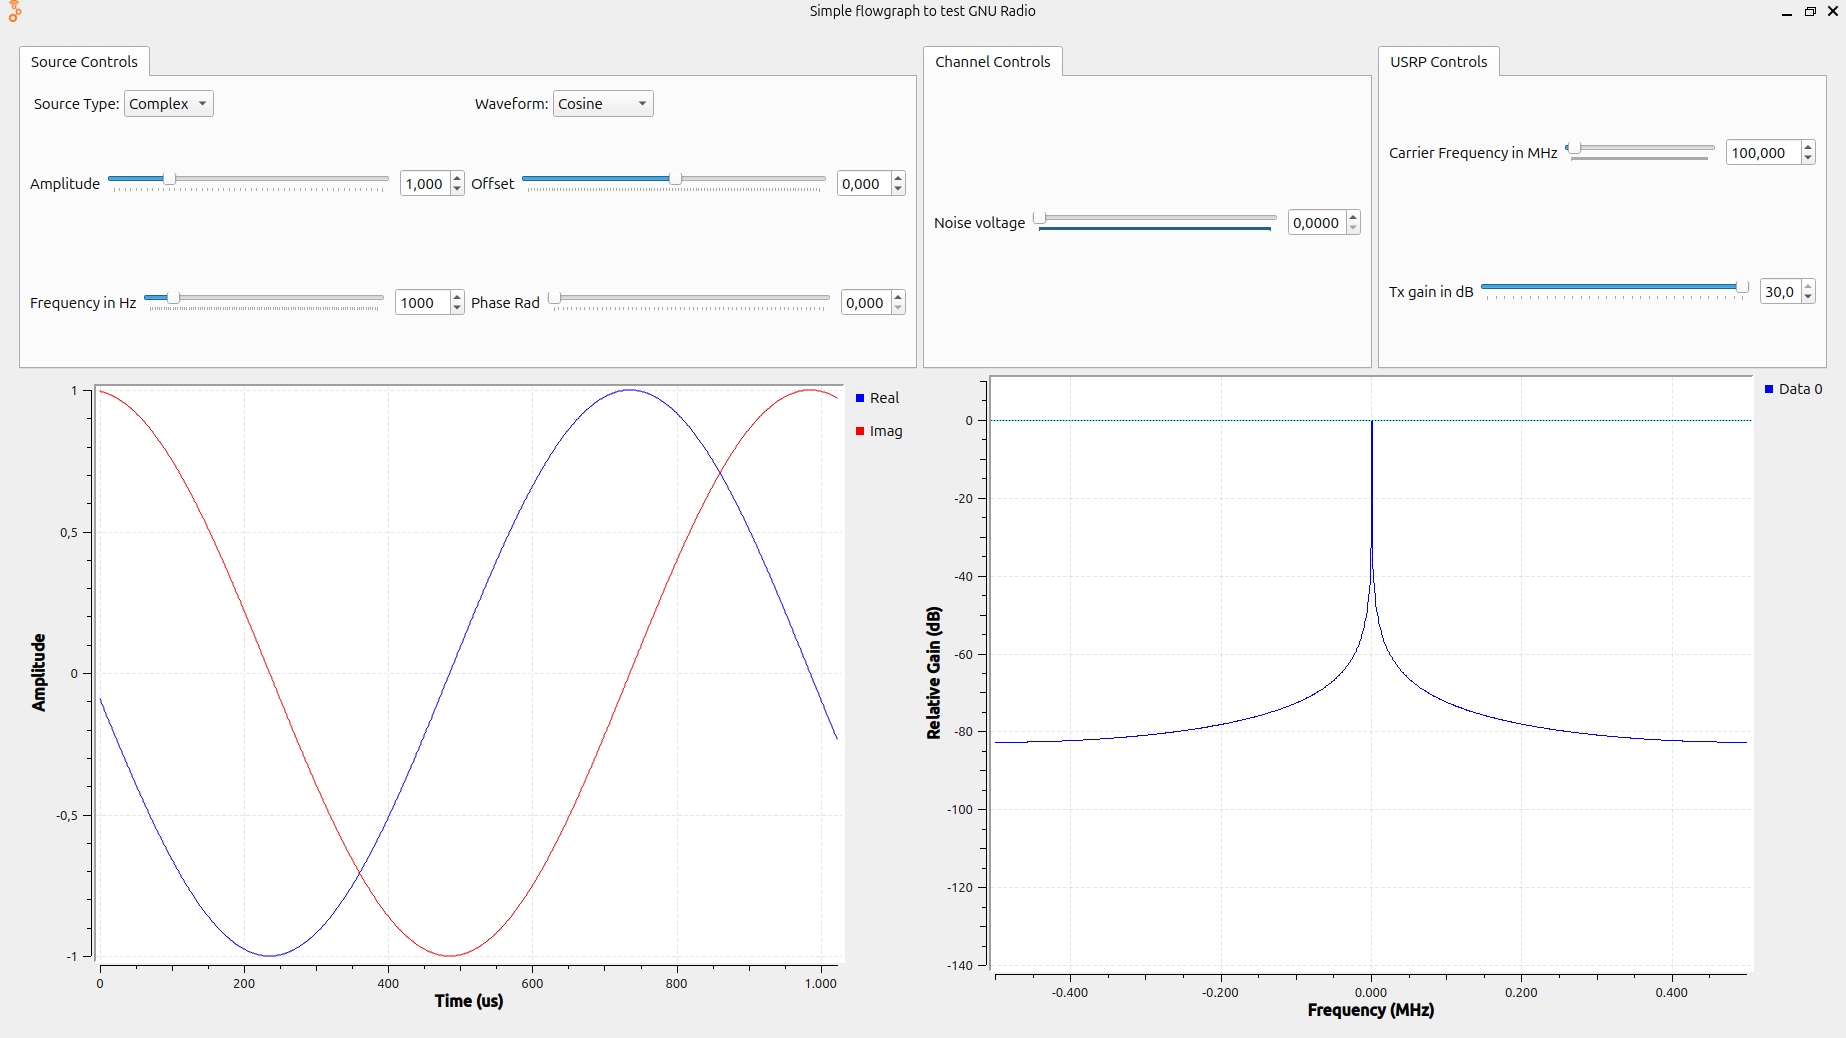 Simple flowgraph to test GNU Radio
Source Controls
Source Type: Complex
Waveform: Cosine
Amplitude 1,000
Offset 0,000
Frequency in Hz 1000
Phase Rad 0,000
Channel Controls
Noise voltage 0,0000
USRP Controls
Carrier Frequency in MHz 100,000
Tx gain in dB 30,0
1
0,5
0
-0,5
-1
Amplitude
0 200 400 600 800 1.000
Time (us)
Real
Imag
0
-20
-40
-60
-80
-100
-120
-140
Relative Gain (dB)
-0.400 -0.200 0.000 0.200 0.400
Frequency (MHz)
Data 0